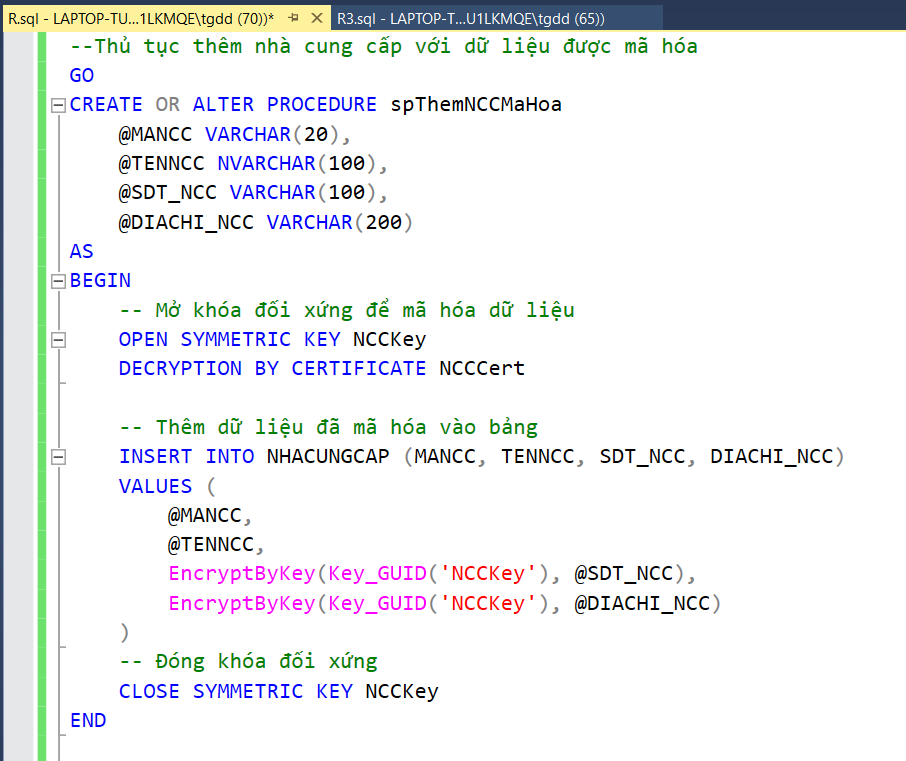 R.sql - LAPTOP-TU...1LKMQE\tgdd (70))* R3.sql - LAPTOP-T...U1LKMQE\tgdd (65))
--Thủ tục thêm nhà cung cấp với dữ liệu được mã hóa
GO
CREATE OR ALTER PROCEDURE spThemNCCMaHoa
@MANCC VARCHAR(20),
@TENNCC NVARCHAR(100),
@SDT_NCC VARCHAR(100),
@DIACHI_NCC VARCHAR(200)
AS
BEGIN
-- Mở khóa đối xứng để mã hóa dữ liệu
OPEN SYMMETRIC KEY NCCKey
DECRYPTION BY CERTIFICATE NCCCert
-- Thêm dữ liệu đã mã hóa vào bảng
INSERT INTO NHACUNGCAP (MANCC, TENNCC, SDT_NCC, DIACHI_NCC)
VALUES (
@MANCC,
@TENNCC,
EncryptByKey(Key_GUID('NCCKey'), @SDT_NCC),
EncryptByKey(Key_GUID('NCCKey'), @DIACHI_NCC)
)
-- Đóng khóa đối xứng
CLOSE SYMMETRIC KEY NCCKey
END